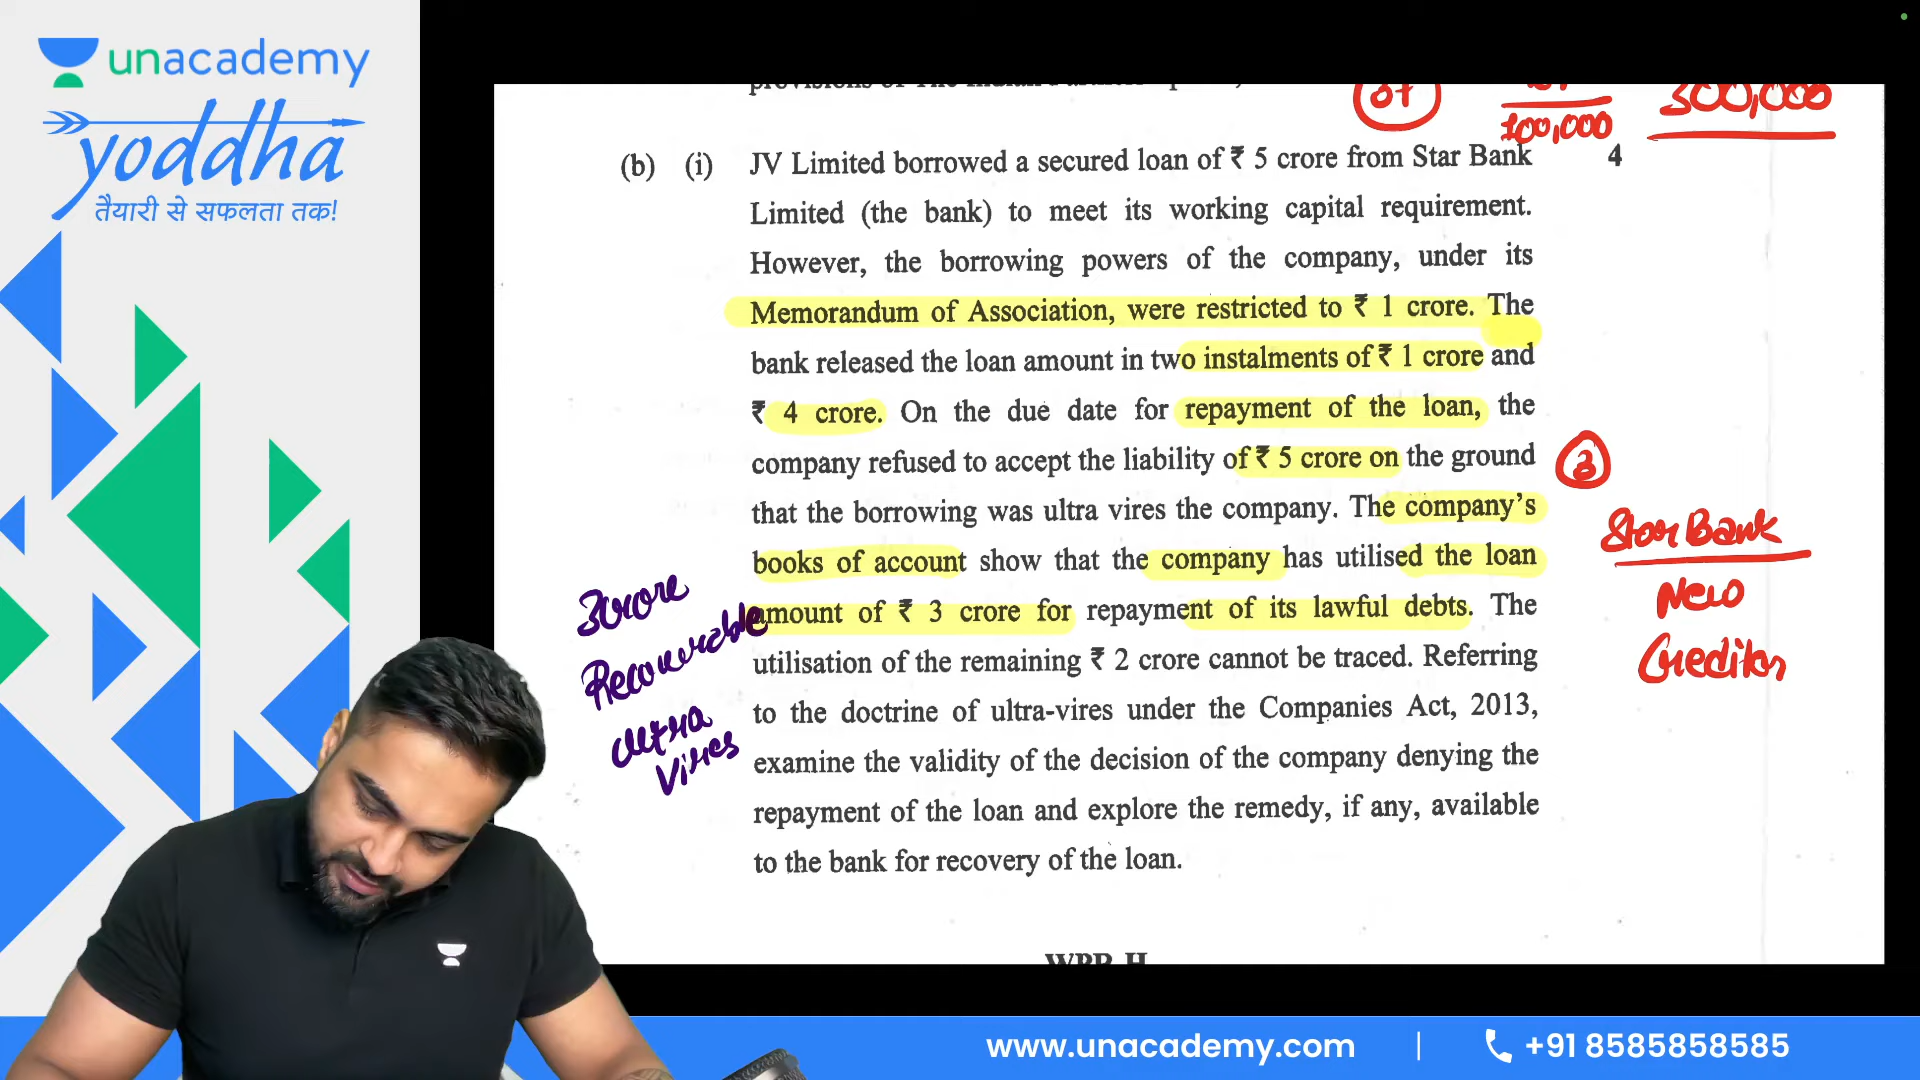 unacademy
yoddha
तैयारी से सफलता तक!
300,000
100,000
(b) (i) JV Limited borrowed a secured loan of ₹ 5 crore from Star Bank 4
Limited (the bank) to meet its working capital requirement.
However, the borrowing powers of the company, under its
Memorandum of Association, were restricted to ₹ 1 crore. The
bank released the loan amount in two instalments of ₹ 1 crore and
₹ 4 crore. On the due date for repayment of the loan, the
company refused to accept the liability of ₹ 5 crore on the ground
that the borrowing was ultra vires the company. The company's
books of account show that the company has utilised the loan
amount of ₹ 3 crore for repayment of its lawful debts. The
utilisation of the remaining ₹ 2 crore cannot be traced. Referring
to the doctrine of ultra-vires under the Companies Act, 2013,
examine the validity of the decision of the company denying the
repayment of the loan and explore the remedy, if any, available
to the bank for recovery of the loan.
3crore
Recoverable
ultra
vires
3
Star Bank
New
Creditor
www.unacademy.com | +91 8585858585